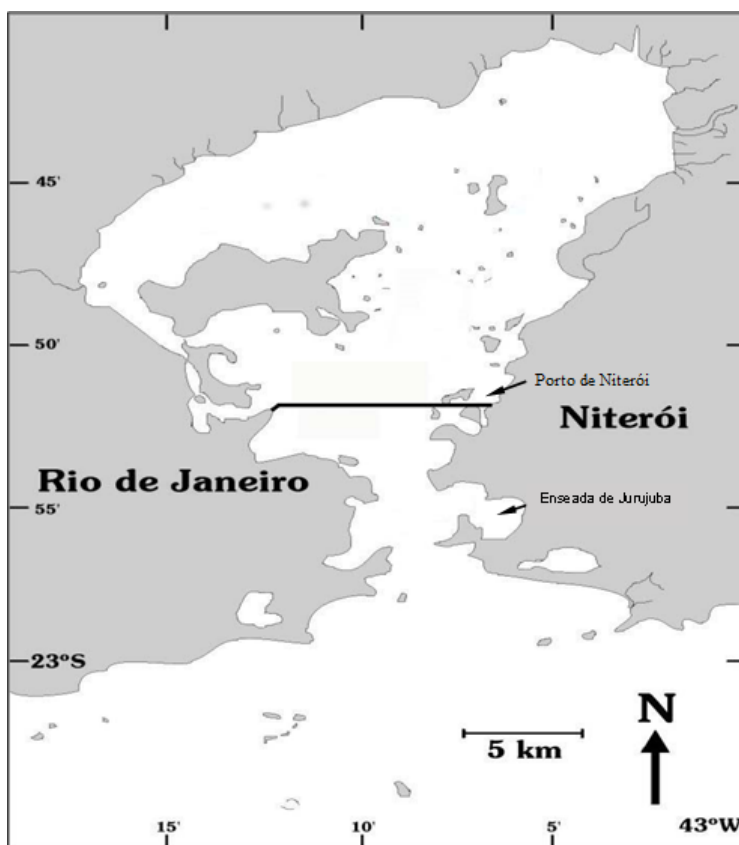 45'
50'
Porto de Niterói
Niterói
Rio de Janeiro
Enseada de Jurujuba
55'
23ºS
N
5 km
15'
10'
5'
43ºW